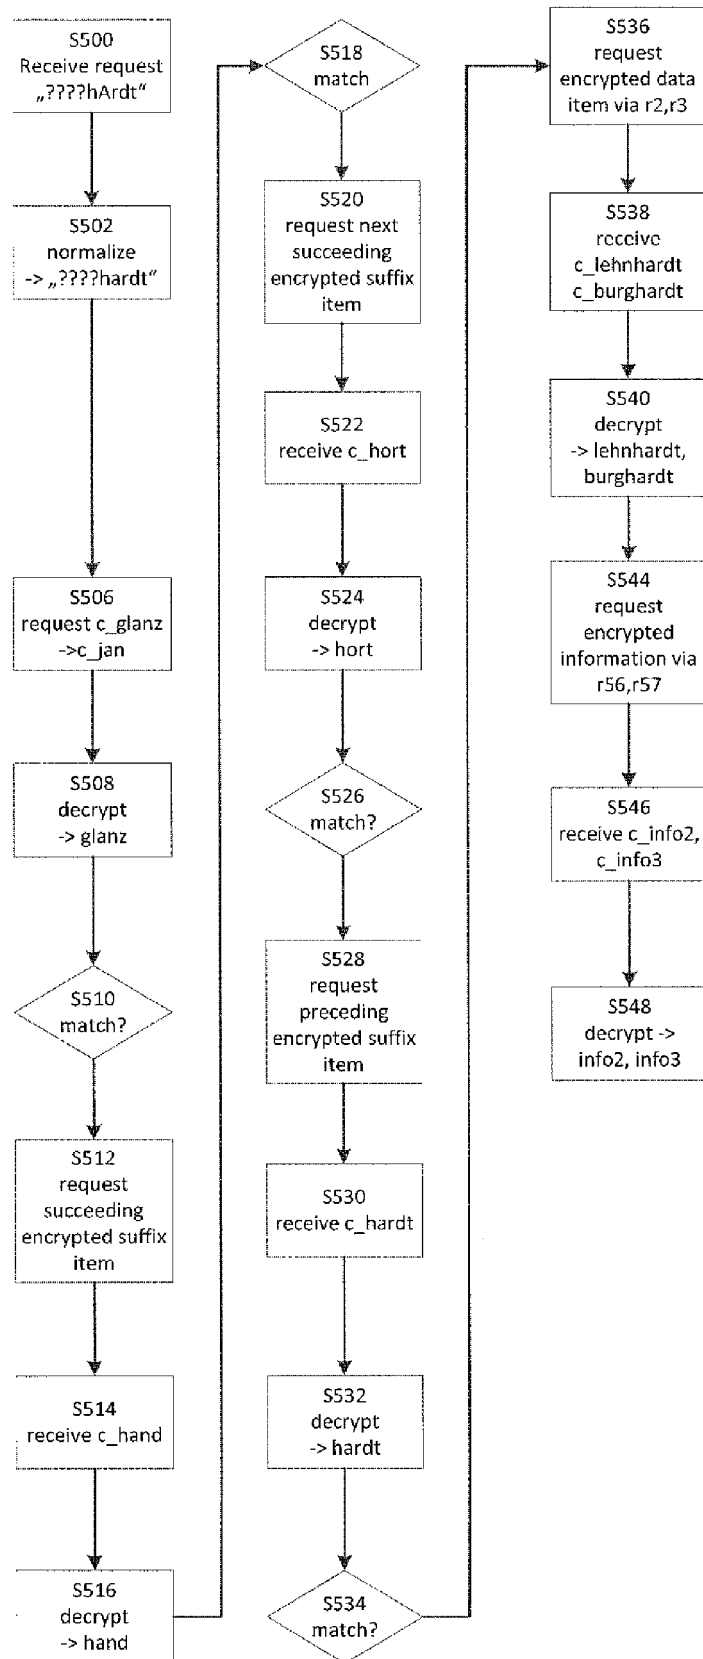 S500
Receive request
„????hArdt“
S502
normalize
-> „????hardt“
S506
request c_glanz
->c_jan
S508
decrypt
-> glanz
S510
match?
S512
request
succeeding
encrypted suffix
item
S514
receive c_hand
S516
decrypt
-> hand
S518
match
S520
request next
succeeding
encrypted suffix
item
S522
receive c_hort
S524
decrypt
-> hort
S526
match?
S528
request
preceding
encrypted suffix
item
S530
receive c_hardt
S532
decrypt
-> hardt
S534
match?
S536
request
encrypted data
item via r2,r3
S538
receive
c_lehnhardt
c_burghardt
S540
decrypt
-> lehnhardt,
burghardt
S544
request
encrypted
information via
r56,r57
S546
receive c_info2,
c_info3
S548
decrypt ->
info2, info3